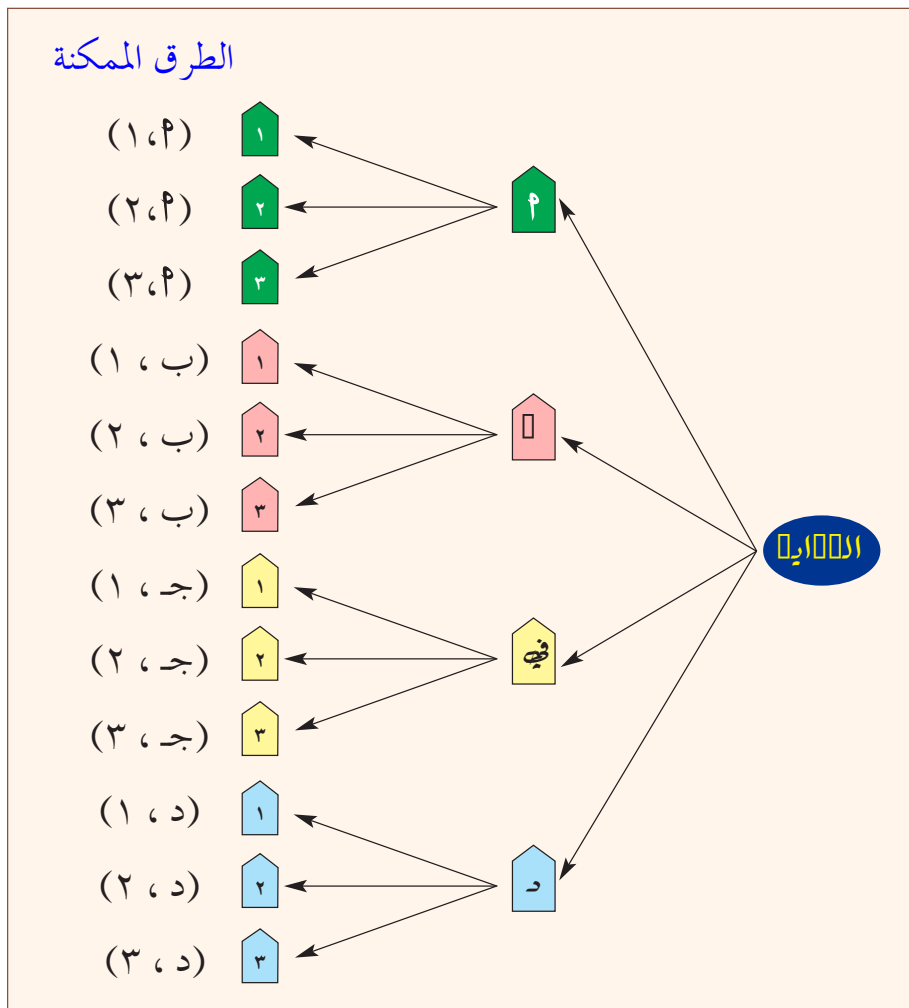 الطرق الممكنة
١ (أ،١)
أ
٢ (أ،٢)
٣ (أ،٣)
١ (ب ، ١)
٢ (ب ، ٢)
٣ (ب ، ٣)
١ (جـ ، ١)
في
٢ (جـ ، ٢)
٣ (جـ ، ٣)
١ (د ، ١)
د
٢ (د ، ٢)
٣ (د ، ٣)